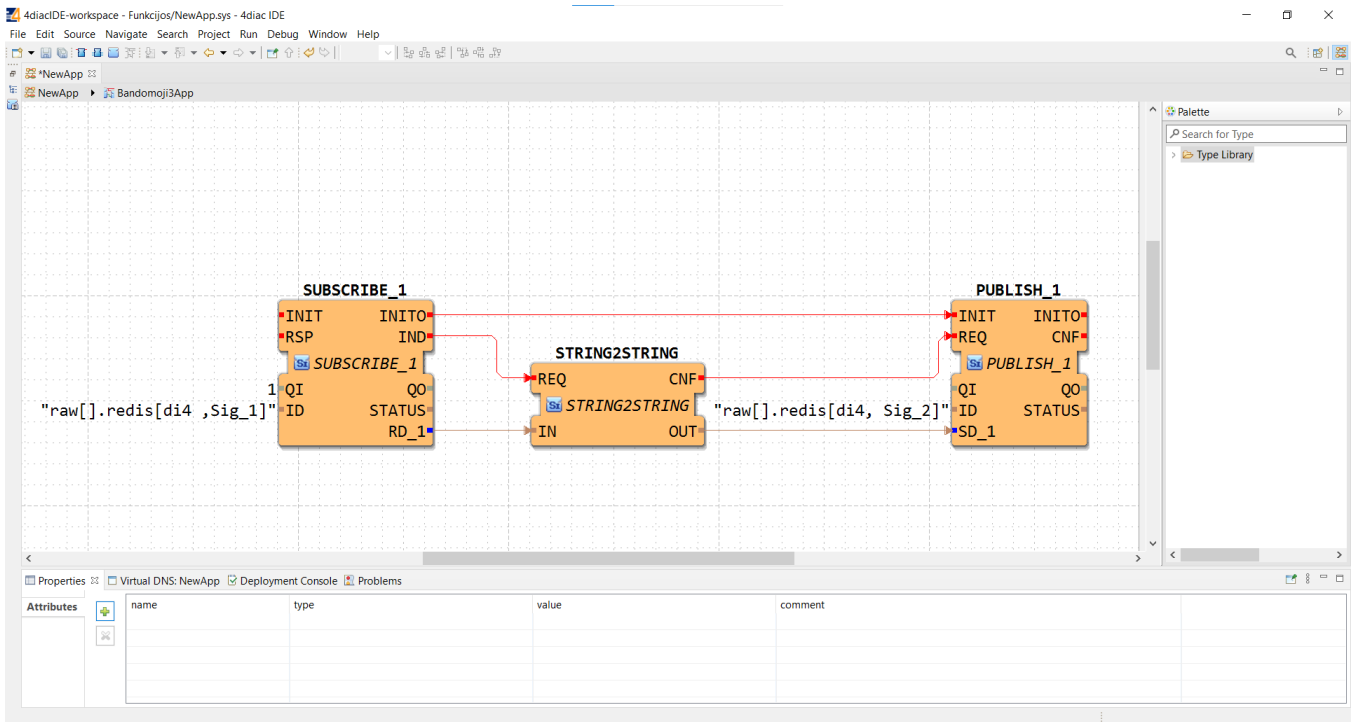 4diacIDE-workspace - Funkcijos/NewApp.sys - 4diac IDE
File Edit Source Navigate Search Project Run Debug Window Help
*NewApp
NewApp Bandomoji3App
Palette
Search for Type
Type Library
SUBSCRIBE_1
INIT INITO
RSP IND
SI SUBSCRIBE_1
1 QI QO
"raw[].redis[di4 ,Sig_1]" ID STATUS
RD_1
STRING2STRING
REQ CNF
SI STRING2STRING
IN OUT
PUBLISH_1
INIT INITO
REQ CNF
SI PUBLISH_1
QI QO
"raw[].redis[di4, Sig_2]" ID STATUS
SD_1
Properties Virtual DNS: NewApp Deployment Console Problems
Attributes
name type value comment